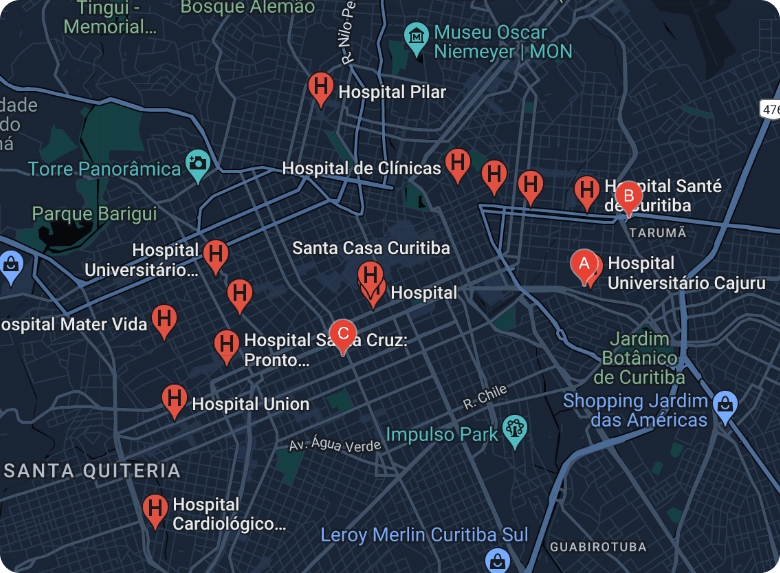 Tingui -
Memorial...
Bosque Alemão
R. Nilo Pe
Museu Oscar
Niemeyer | MON
476
Hospital Pilar
dade
do
ná
Torre Panorâmica
Hospital de Clínicas
H
Hospital Santé
de Curitiba
B
TARUMÃ
Parque Barigui
Hospital
Universitário...
Santa Casa Curitiba
Hospital
A
Hospital
Universitário Cajuru
ospital Mater Vida
C
Hospital Sa a Cruz:
Pronto...
Jardim
Botânico
de Curitiba
Hospital Union
R. Chile
Shopping Jardim
das Américas
Impulso Park
Av. Água Verde
SANTA QUITERIA
Hospital
Cardiológico...
Leroy Merlin Curitiba Sul
GUABIROTUBA